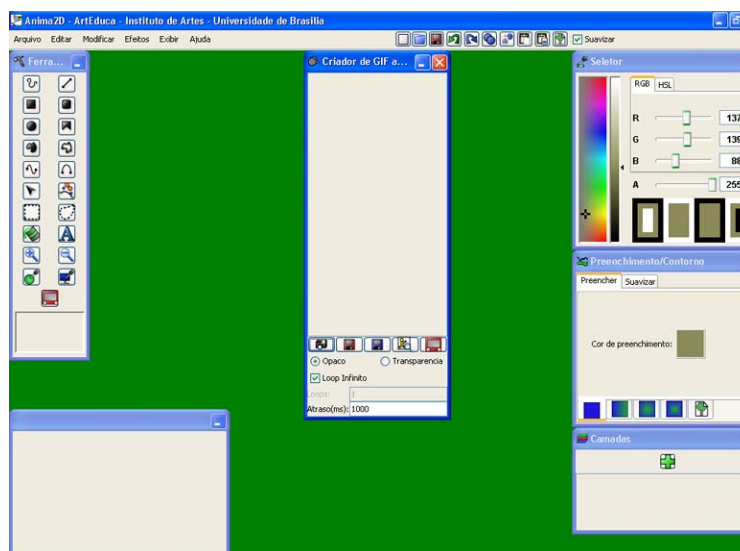 Anima2D - ArtEduca - Instituto de Artes - Universidade de Brasilia
Arquivo Editar Modificar Efeitos Exibir Ajuda
Suavizar
Ferra...
Criador de GIF a...
Seletor
RGB HSL
R 137
G 139
B 88
A 255
Preenchimento/Contorno
Preencher Suavizar
Cor de preenchimento:
Opaco Transparencia
Loop Infinito
Loops: 1
Atraso(ms): 1000
Camadas